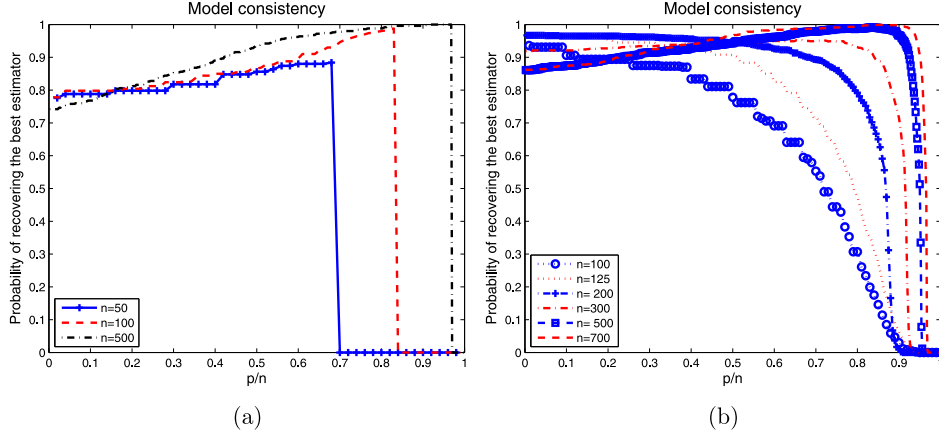 Model consistency
Probability of recovering the best estimator
1
0.9
0.8
0.7
0.6
0.5
0.4
0.3
0.2
0.1
0
n=50
n=100
n=500
0 0.1 0.2 0.3 0.4 0.5 0.6 0.7 0.8 0.9 1
p/n
(a)
Model consistency
Probability of recovering the best estimator
1
0.9
0.8
0.7
0.6
0.5
0.4
0.3
0.2
0.1
0
n=100
n=125
n= 200
n=300
n= 500
n=700
0 0.1 0.2 0.3 0.4 0.5 0.6 0.7 0.8 0.9 1
p/n
(b)